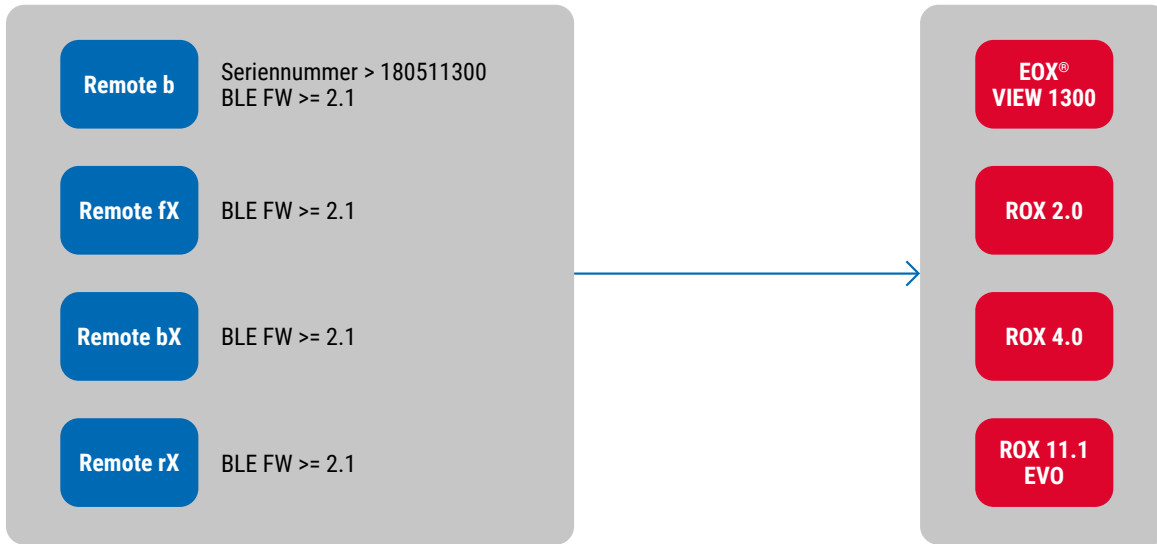 Remote b
Seriennummer > 180511300
BLE FW >= 2.1
Remote fX
BLE FW >= 2.1
Remote bX
BLE FW >= 2.1
Remote rX
BLE FW >= 2.1
EOX®
VIEW 1300
ROX 2.0
ROX 4.0
ROX 11.1
EVO